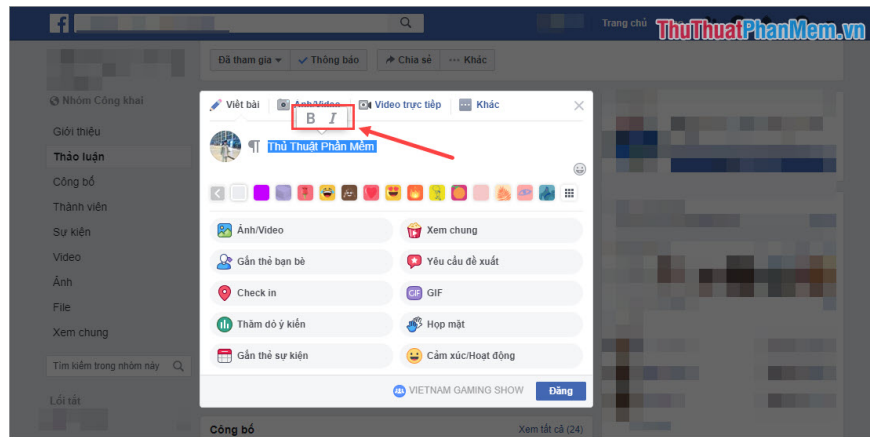 Trang chủ
ThuThuatPhanMem.vn
Đã tham gia
Thông báo
Chia sẻ
Khác
Nhóm Công khai
Giới thiệu
Thảo luận
Công bố
Thành viên
Sự kiện
Video
Ảnh
File
Xem chung
Tìm kiếm trong nhóm này
Lối tắt
Viết bài
Ảnh/Video
Video trực tiếp
Khác
B I
Thủ Thuật Phần Mềm
Ảnh/Video
Xem chung
Gắn thẻ bạn bè
Yêu cầu đề xuất
Check in
GIF GIF
Thăm dò ý kiến
Họp mặt
Gắn thẻ sự kiện
Cảm xúc/Hoạt động
VIETNAM GAMING SHOW
Đăng
Công bố
Xem tất cả (24)